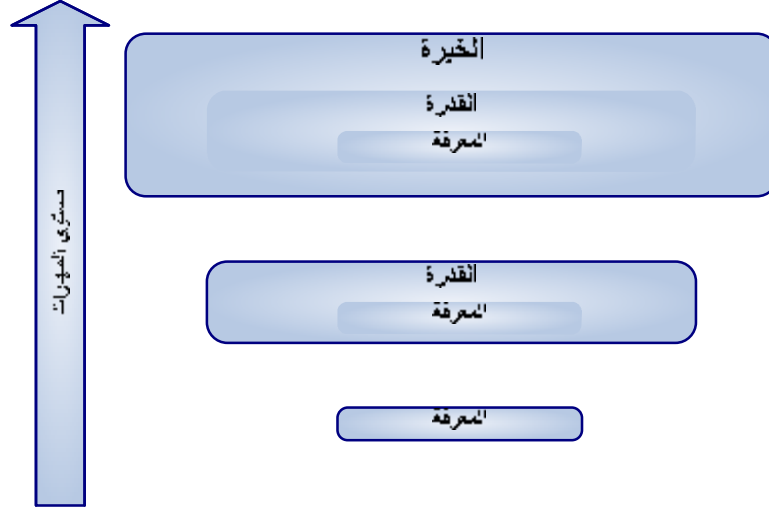 الخبرة
القدرة
المعرفة
القدرة
المعرفة
المعرفة
مستوى المهارات